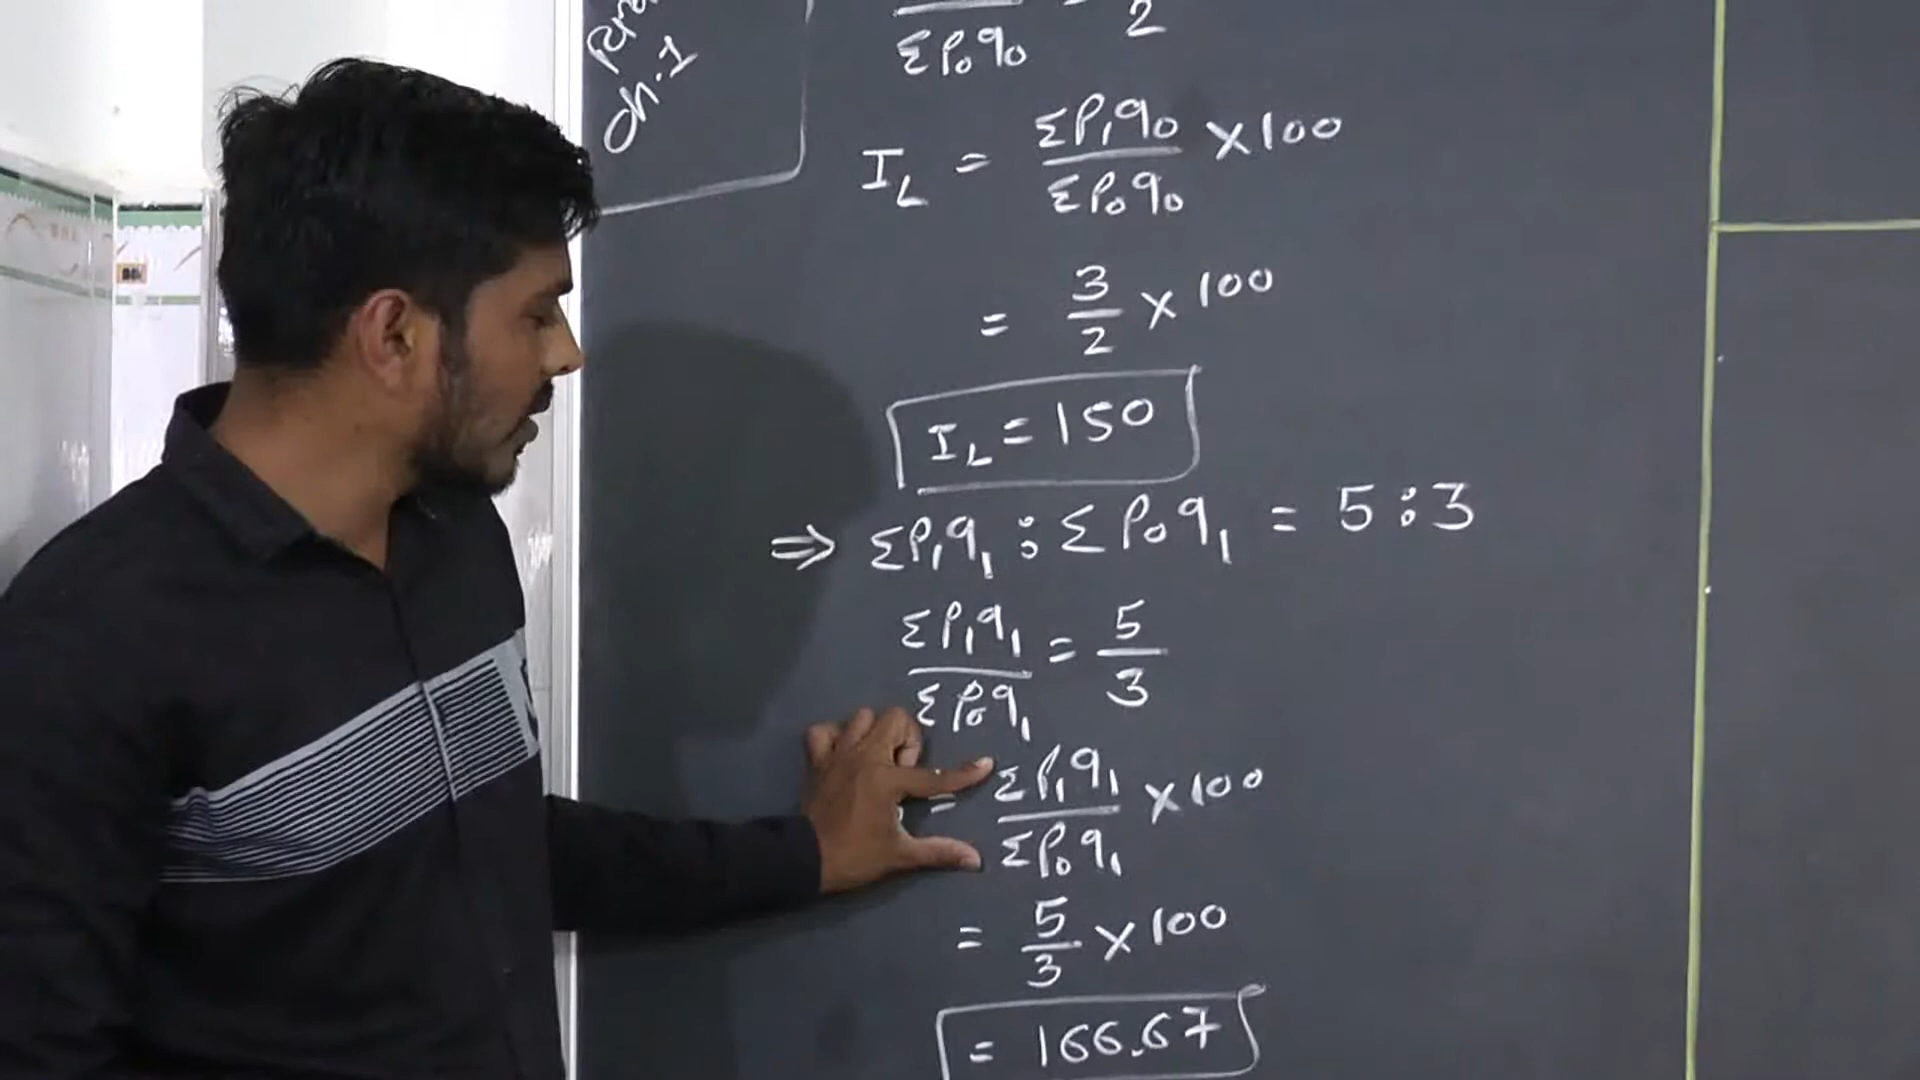 Ch.1
ΣP₀q₀ 2
I_L = ΣP₁q₀ / ΣP₀q₀ × 100
= 3/2 × 100
I_L = 150
⇒ ΣP₁q₁ : ΣP₀q₁ = 5 : 3
ΣP₁q₁ / ΣP₀q₁ = 5/3
= ΣP₁q₁ / ΣP₀q₁ × 100
= 5/3 × 100
= 166.67